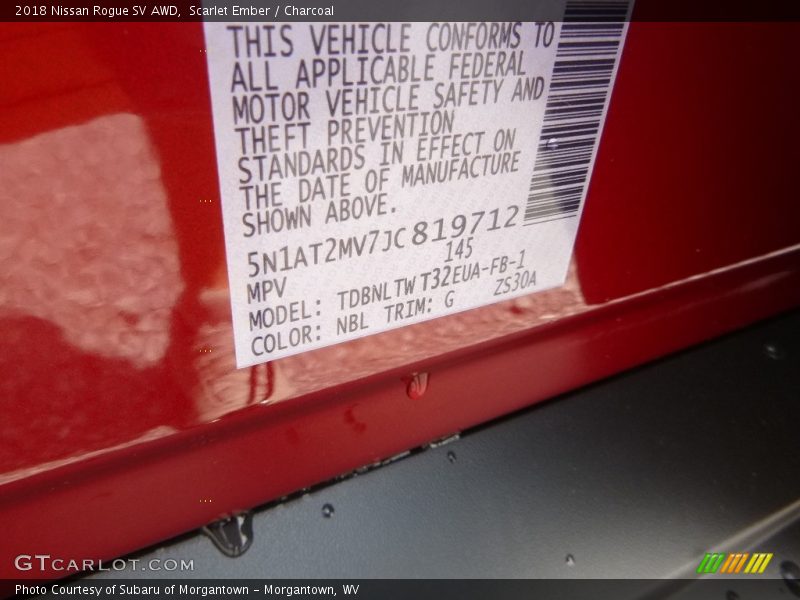 2018 Nissan Rogue SV AWD, Scarlet Ember / Charcoal
THIS VEHICLE CONFORMS TO
ALL APPLICABLE FEDERAL
MOTOR VEHICLE SAFETY AND
THEFT PREVENTION
STANDARDS IN EFFECT ON
THE DATE OF MANUFACTURE
SHOWN ABOVE.
5N1AT2MV7JC819712
MPV 145
MODEL: TDBNLTWT32EUA-FB-1
COLOR: NBL TRIM: G ZS30A
GTCARLOT.COM
Photo Courtesy of Subaru of Morgantown - Morgantown, WV